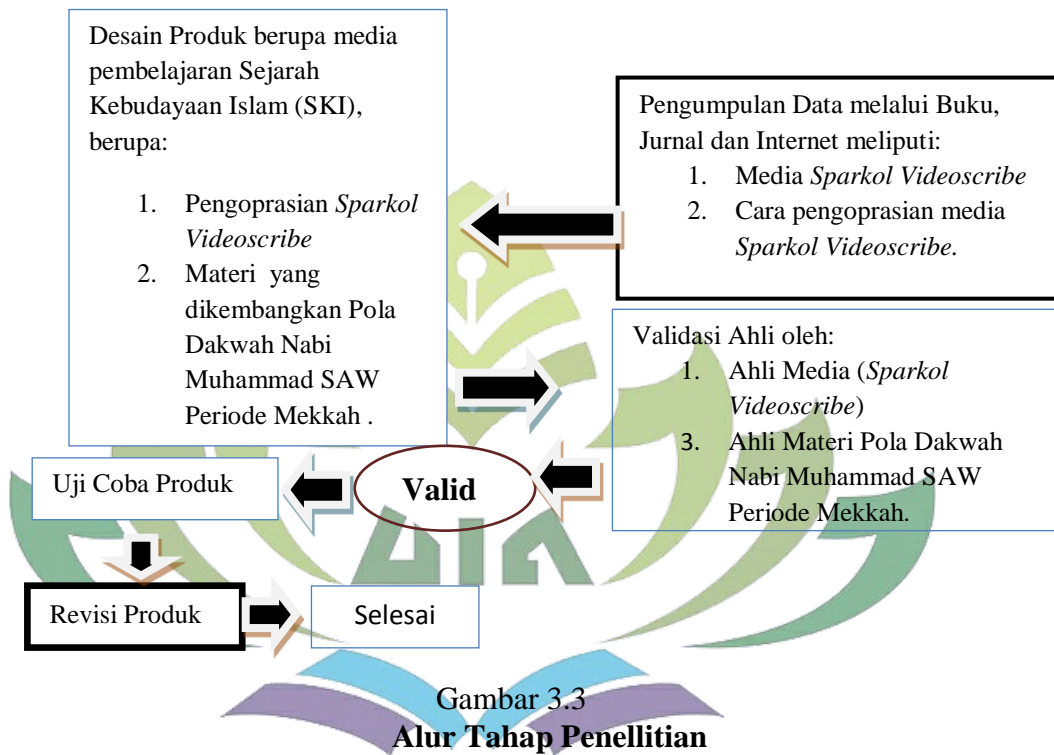 Desain Produk berupa media
pembelajaran Sejarah
Kebudayaan Islam (SKI),
berupa:
1. Pengoprasian Sparkol
Videoscribe
2. Materi yang
dikembangkan Pola
Dakwah Nabi
Muhammad SAW
Periode Mekkah .
Pengumpulan Data melalui Buku,
Jurnal dan Internet meliputi:
1. Media Sparkol Videoscribe
2. Cara pengoprasian media
Sparkol Videoscribe.
Validasi Ahli oleh:
1. Ahli Media (Sparkol
Videoscribe)
3. Ahli Materi Pola Dakwah
Nabi Muhammad SAW
Periode Mekkah.
Valid
Uji Coba Produk
Revisi Produk
Selesai
Gambar 3.3
Alur Tahap Penellitian